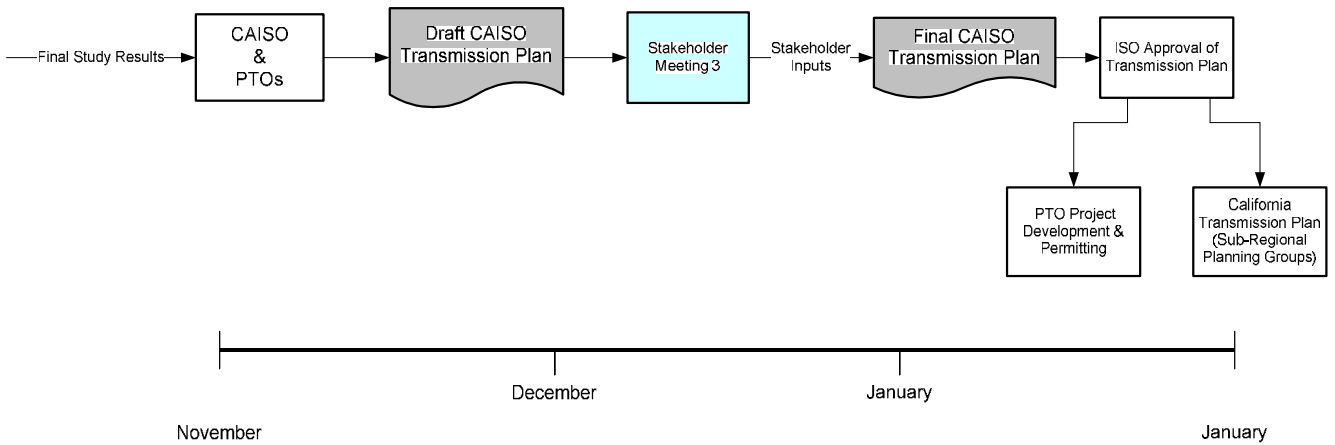 Final Study Results
CAISO
&
PTOs
Draft CAISO
Transmission Plan
Stakeholder
Meeting 3
Stakeholder
Inputs
Final CAISO
Transmission Plan
ISO Approval of
Transmission Plan
PTO Project
Development &
Permitting
California
Transmission Plan
(Sub-Regional
Planning Groups)
December
January
November
January